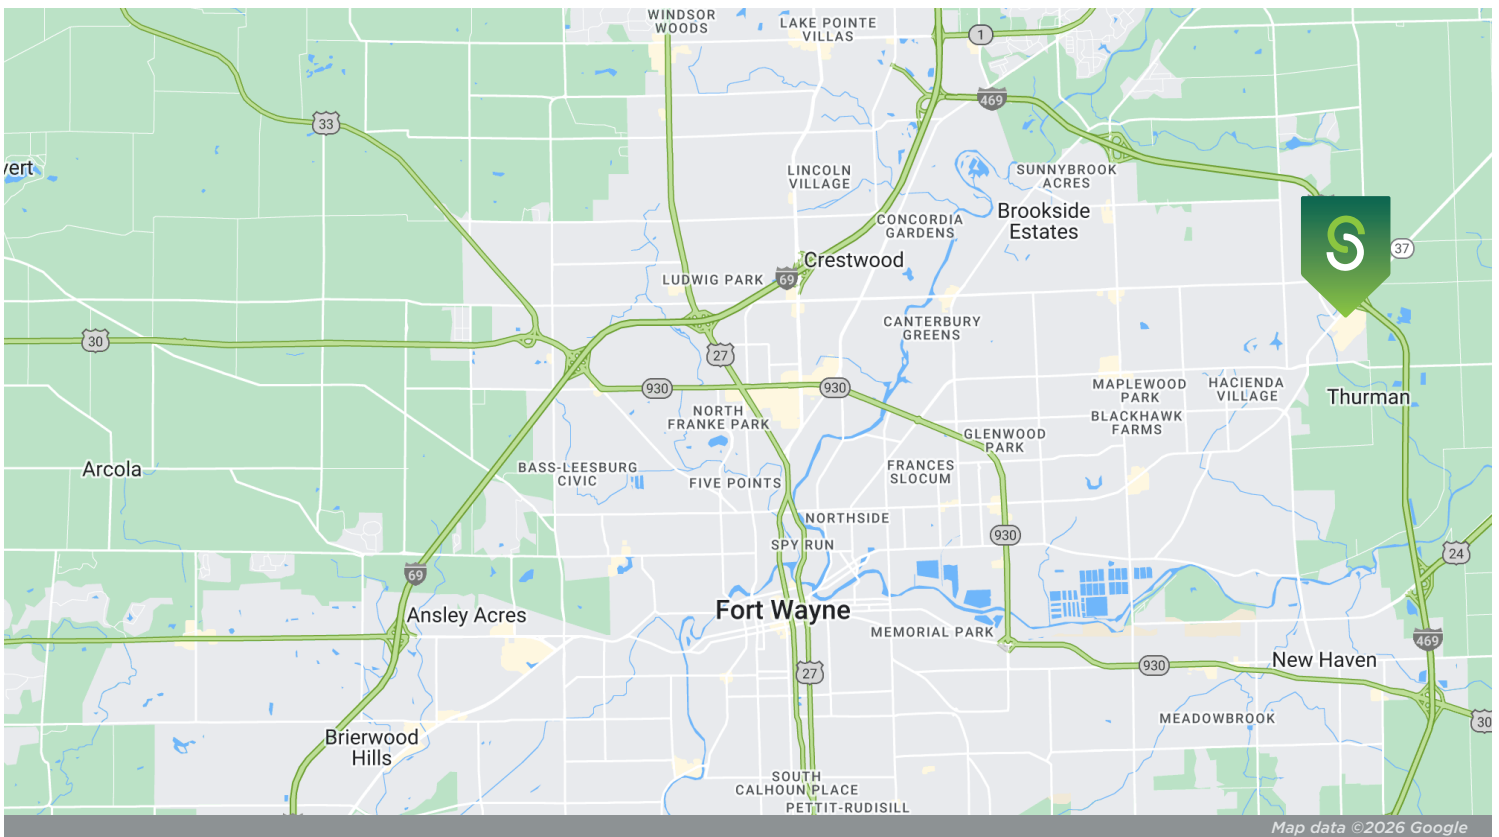 WINDSOR
WOODS
LAKE POINTE
VILLAS
1
469
33
vert
LINCOLN
VILLAGE
SUNNYBROOK
ACRES
CONCORDIA
GARDENS
Brookside
Estates
S
37
Crestwood
LUDWIG PARK
69
CANTERBURY
GREENS
30
27
930
930
MAPLEWOOD
PARK
HACIENDA
VILLAGE
Thurman
NORTH
FRANKE PARK
BLACKHAWK
FARMS
GLENWOOD
PARK
Arcola
BASS-LEESBURG
CIVIC
FIVE POINTS
FRANCES
SLOCUM
NORTHSIDE
930
SPY RUN
24
69
Fort Wayne
Ansley Acres
MEMORIAL PARK
469
930
New Haven
27
MEADOWBROOK
30
Brierwood
Hills
SOUTH
CALHOUN PLACE
PETTIT-RUDISILL
Map data ©2026 Google